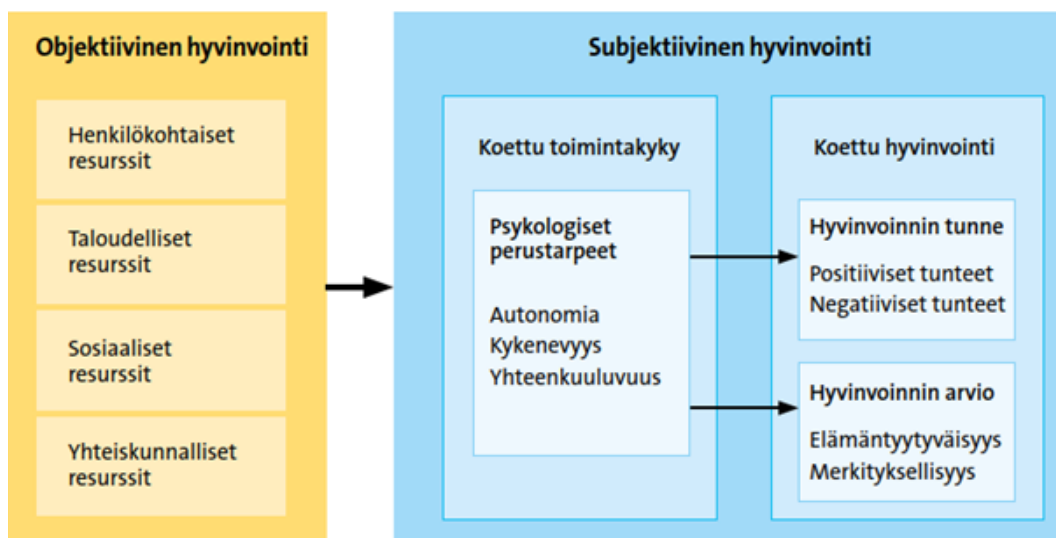 Objektiivinen hyvinvointi
Henkilökohtaiset
resurssit
Taloudelliset
resurssit
Sosiaaliset
resurssit
Yhteiskunnalliset
resurssit
Subjektiivinen hyvinvointi
Koettu toimintakyky
Psykologiset
perustarpeet
Autonomia
Kykenevyys
Yhteenkuuluvuus
Koettu hyvinvointi
Hyvinvoinnin tunne
Positiiviset tunteet
Negatiiviset tunteet
Hyvinvoinnin arvio
Elämäntyytyväisyys
Merkityksellisyys